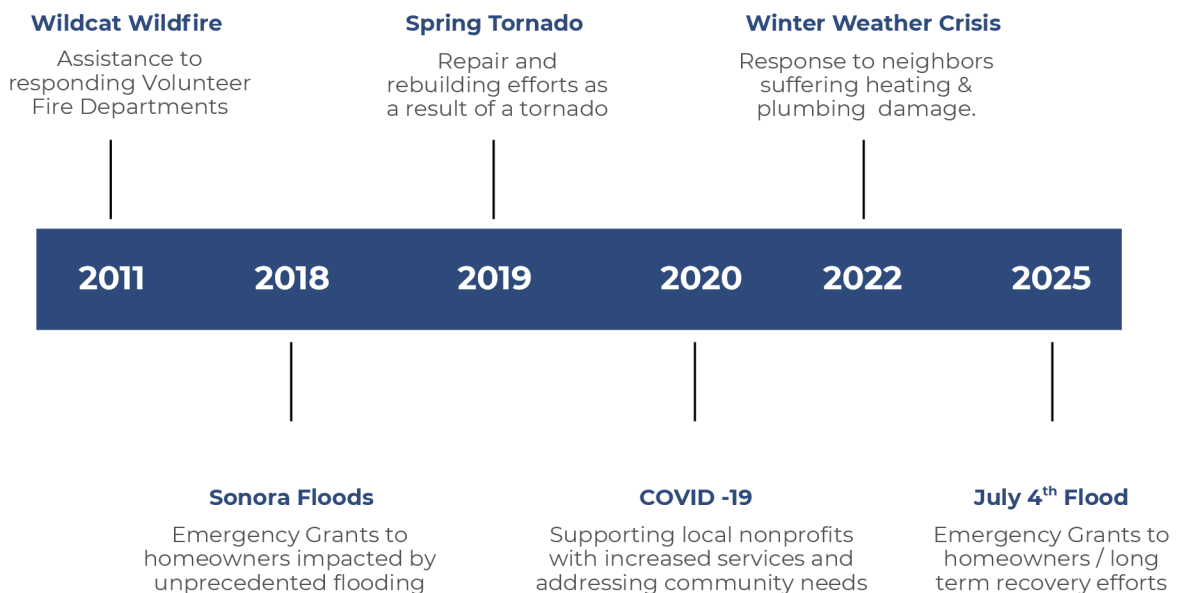 Wildcat Wildfire
Assistance to
responding Volunteer
Fire Departments
Spring Tornado
Repair and
rebuilding efforts as
a result of a tornado
Winter Weather Crisis
Response to neighbors
suffering heating &
plumbing damage.
2011 2018 2019 2020 2022 2025
Sonora Floods
Emergency Grants to
homeowners impacted by
unprecedented flooding
COVID -19
Supporting local nonprofits
with increased services and
addressing community needs
July 4th Flood
Emergency Grants to
homeowners / long
term recovery efforts